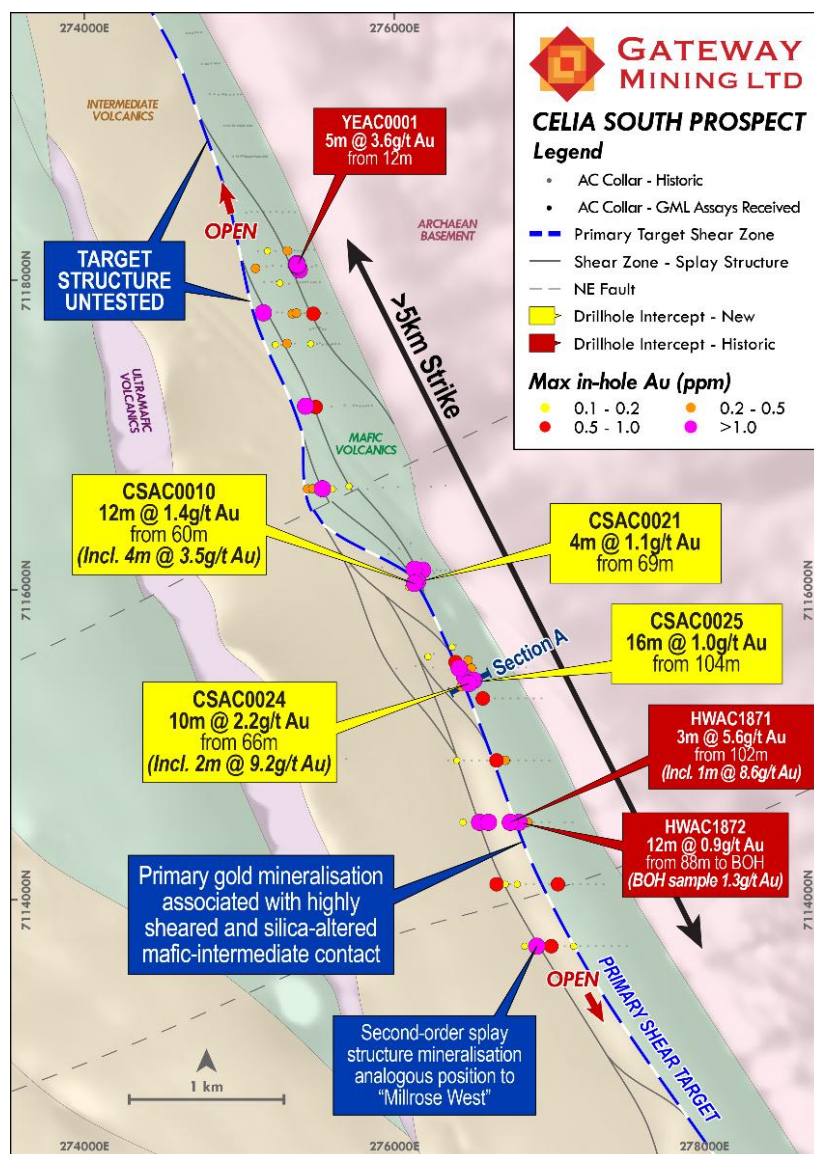 274000E
276000E
GATEWAY
MINING LTD
CELIA SOUTH PROSPECT
Legend
AC Collar - Historic
AC Collar - GML Assays Received
Primary Target Shear Zone
Shear Zone - Splay Structure
NE Fault
Drillhole Intercept - New
Drillhole Intercept - Historic
Max in-hole Au (ppm)
0.1 - 0.2
0.2 - 0.5
0.5 - 1.0
>1.0
INTERMEDIATE
VOLCANICS
YEAC0001
5m @ 3.6g/t Au
from 12m
ARCHAEAN
BASEMENT
OPEN
TARGET
STRUCTURE
UNTESTED
7118000N
7118000N
>5km Strike
ULTRAMAFIC
VOLCANICS
MAFIC
VOLCANICS
CSAC0010
12m @ 1.4g/t Au
from 60m
(Incl. 4m @ 3.5g/t Au)
CSAC0021
4m @ 1.1g/t Au
from 69m
7116000N
7116000N
Section A
CSAC0025
16m @ 1.0g/t Au
from 104m
CSAC0024
10m @ 2.2g/t Au
from 66m
(Incl. 2m @ 9.2g/t Au)
HWAC1871
3m @ 5.6g/t Au
from 102m
(Incl. 1m @ 8.6g/t Au)
HWAC1872
12m @ 0.9g/t Au
from 88m to BOH
(BOH sample 1.3g/t Au)
Primary gold mineralisation
associated with highly
sheared and silica-altered
mafic-intermediate contact
7114000N
7114000N
OPEN
PRIMARY SHEAR TARGET
Second-order splay
structure mineralisation
analogous position to
"Millrose West"
1 km
274000E
276000E
278000E